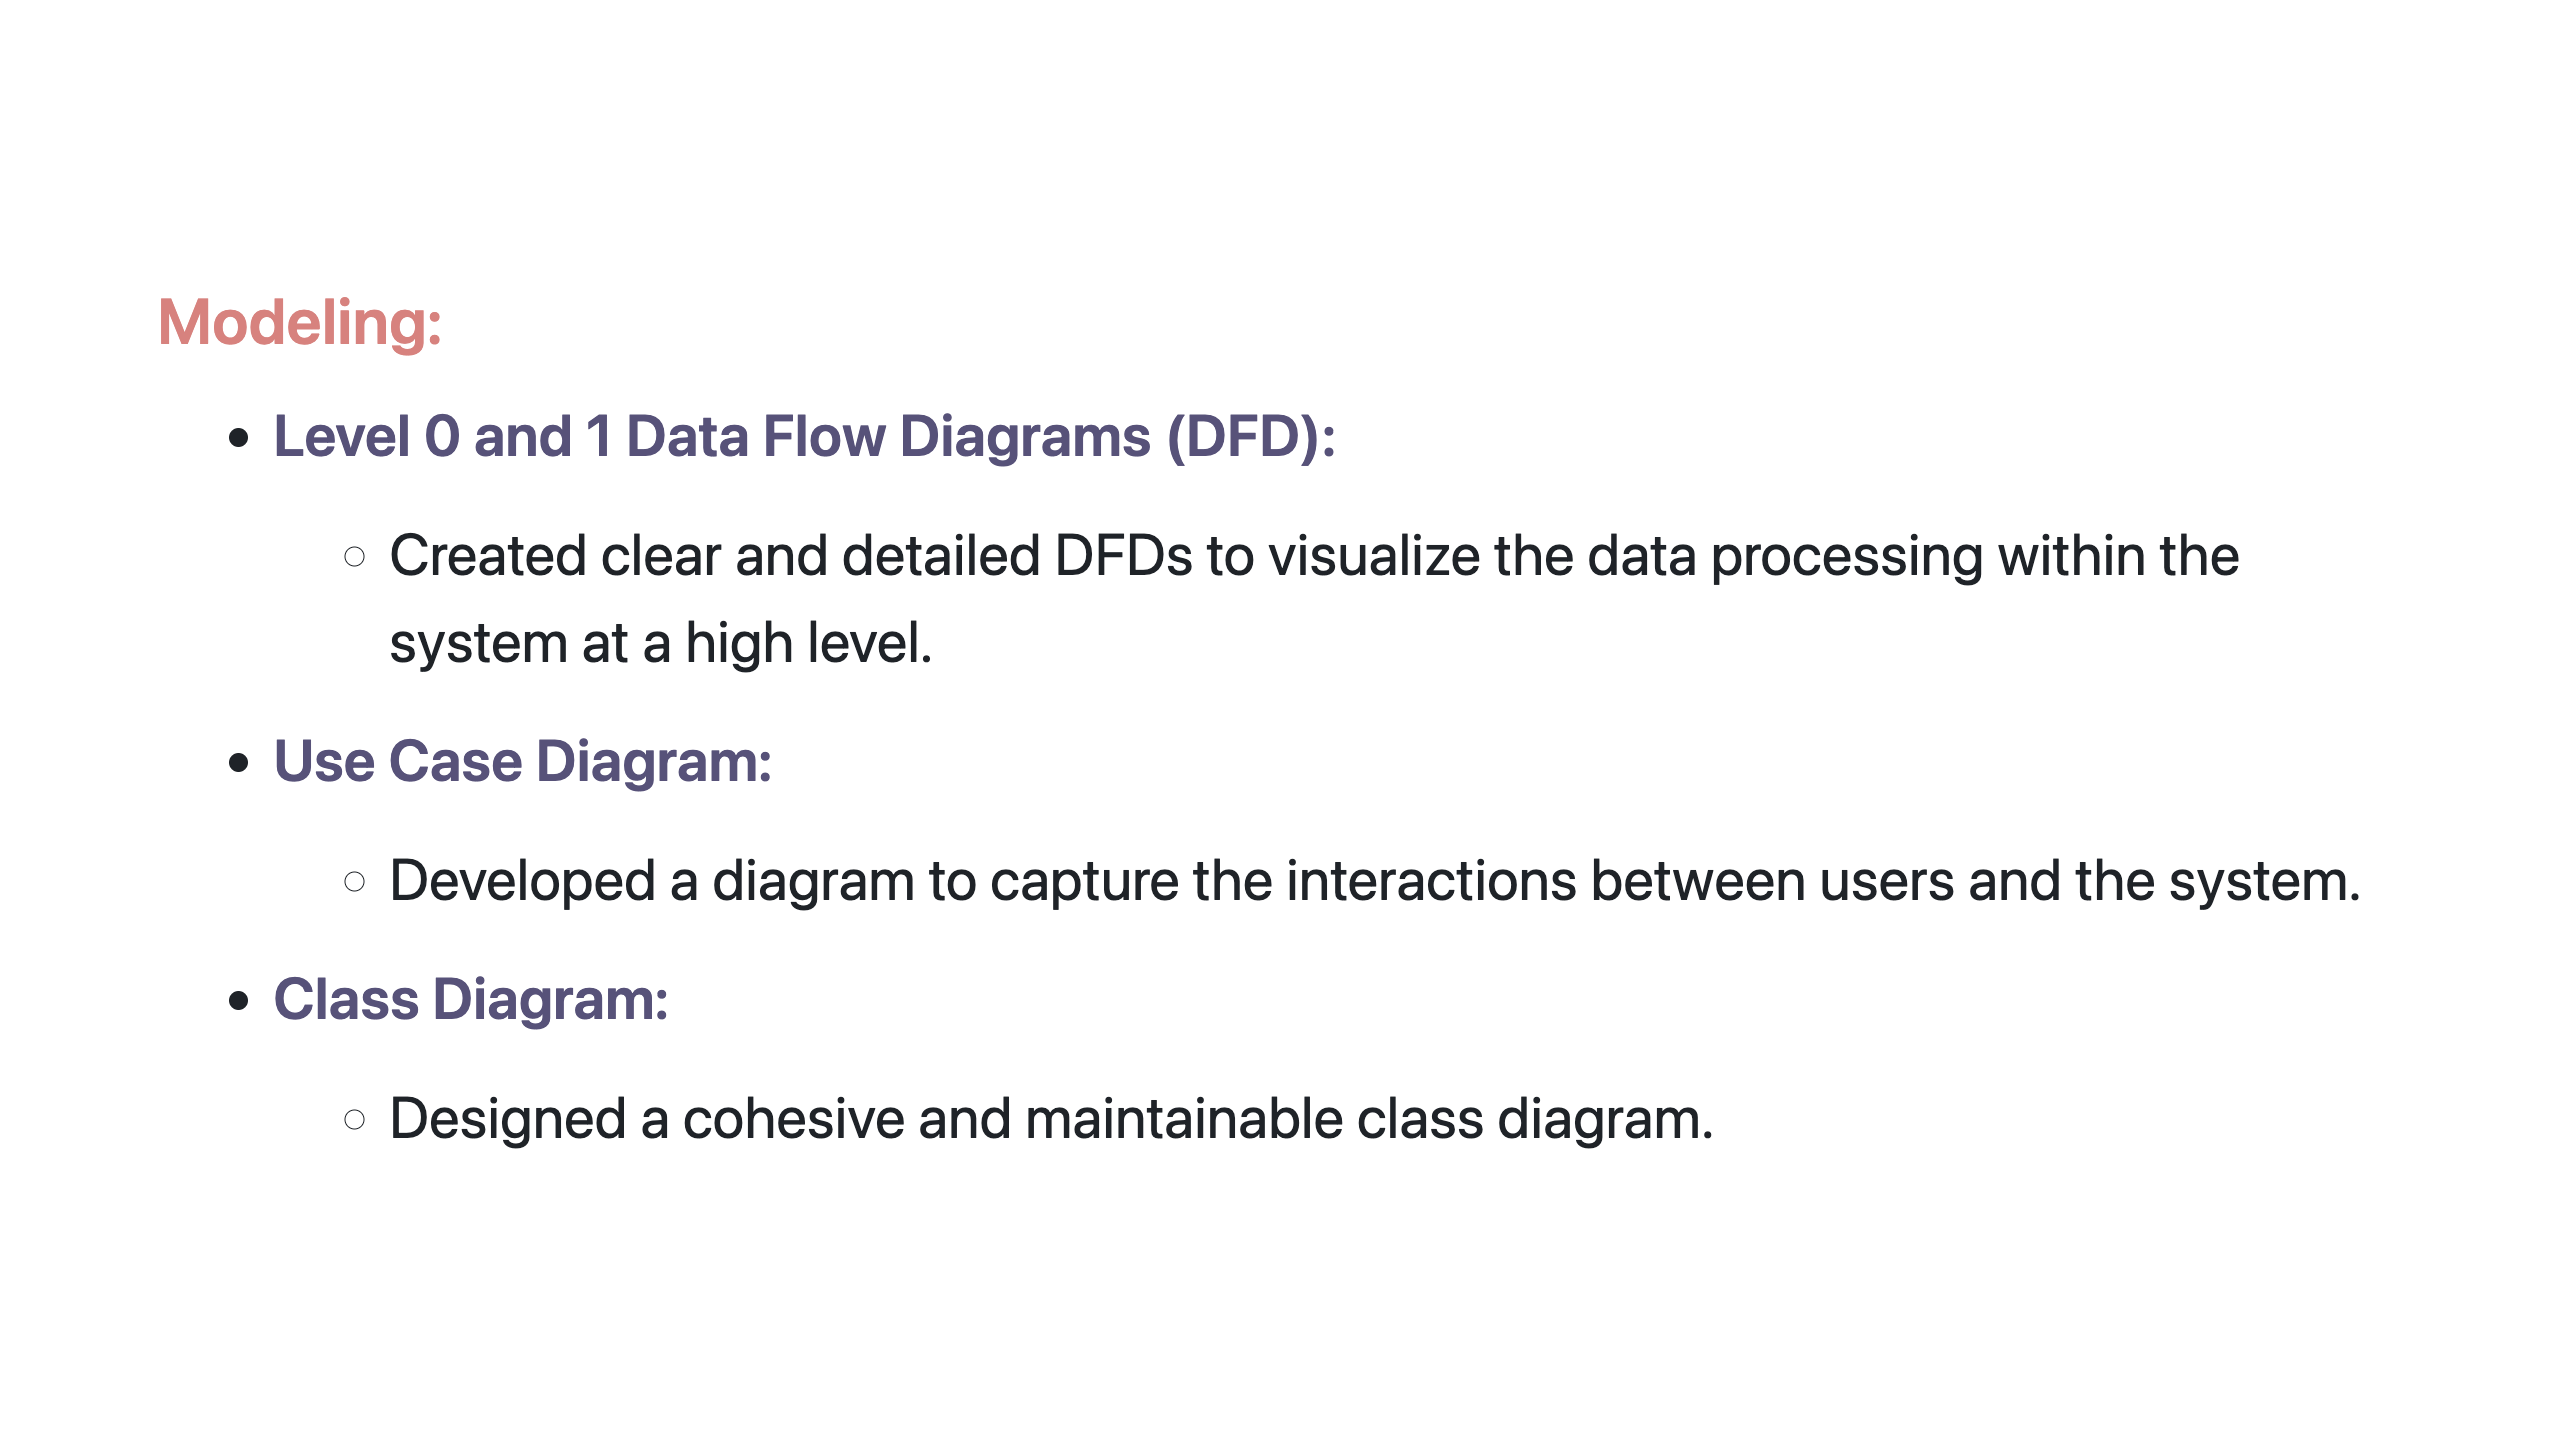 Modeling:
Level 0 and 1 Data Flow Diagrams (DFD):
Created clear and detailed DFDs to visualize the data processing within the
system at a high level.
Use Case Diagram:
Developed a diagram to capture the interactions between users and the system.
Class Diagram:
Designed a cohesive and maintainable class diagram.